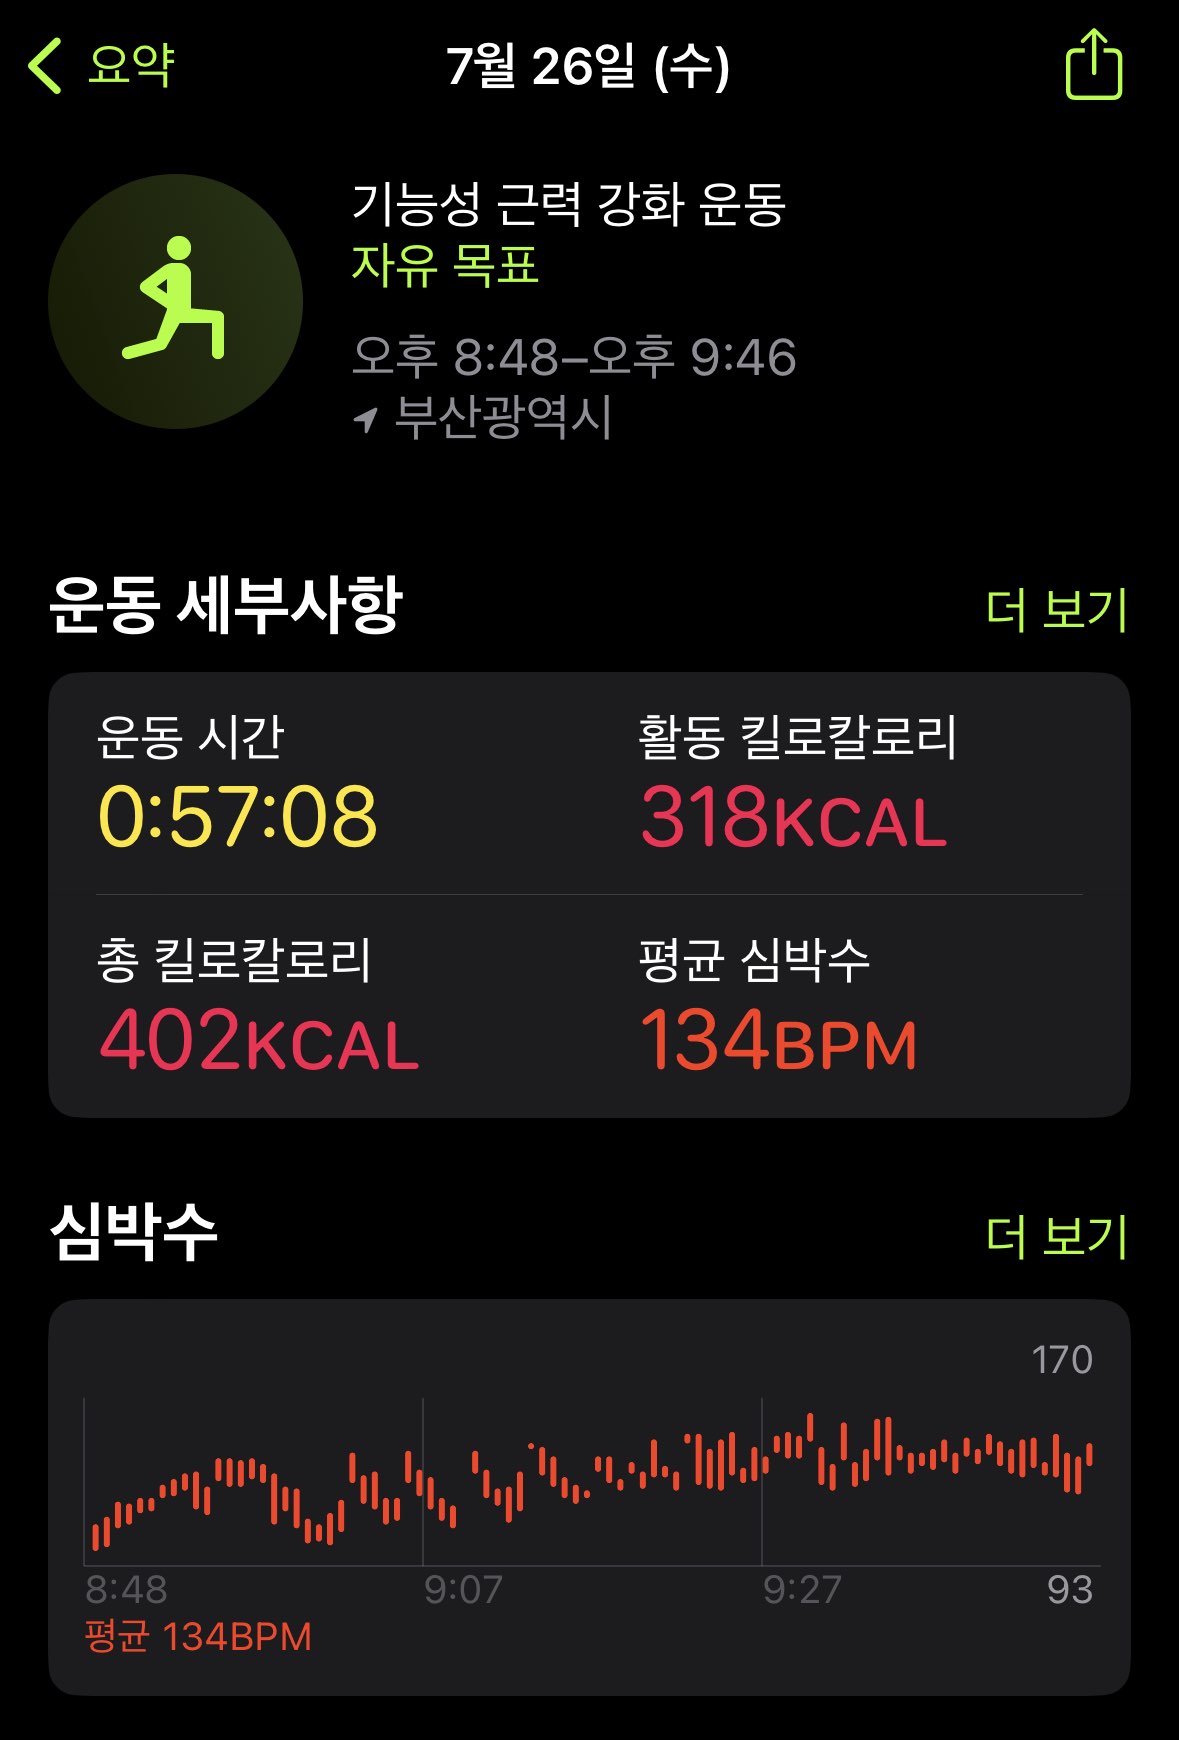 요약
7월 26일 (수)
기능성 근력 강화 운동
자유 목표
오후 8:48–오후 9:46
부산광역시
운동 세부사항
더 보기
운동 시간
활동 킬로칼로리
0:57:08
318KCAL
총 킬로칼로리
평균 심박수
402KCAL
134BPM
심박수
더 보기
170
8:48
9:07
9:27
93
평균 134BPM